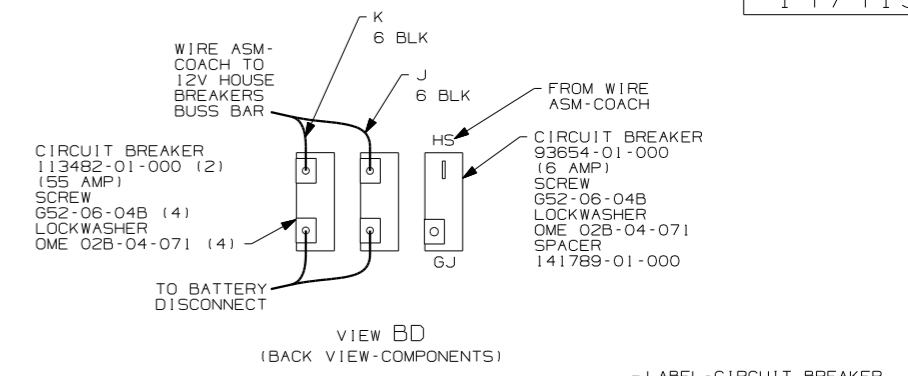 K
6 BLK
WIRE ASM-
COACH TO
12V HOUSE
BREAKERS
BUSS BAR
J
6 BLK
FROM WIRE
ASM-COACH
HS
CIRCUIT BREAKER
113482-01-000 (2)
(55 AMP)
SCREW
G52-06-04B (4)
LOCKWASHER
OME 02B-04-071 (4)
CIRCUIT BREAKER
93654-01-000
(6 AMP)
SCREW
G52-06-04B
LOCKWASHER
OME 02B-04-071
SPACER
141789-01-000
GJ
TO BATTERY
DISCONNECT
VIEW BD
(BACK VIEW-COMPONENTS)
LABEL-CIRCUIT BREAKER